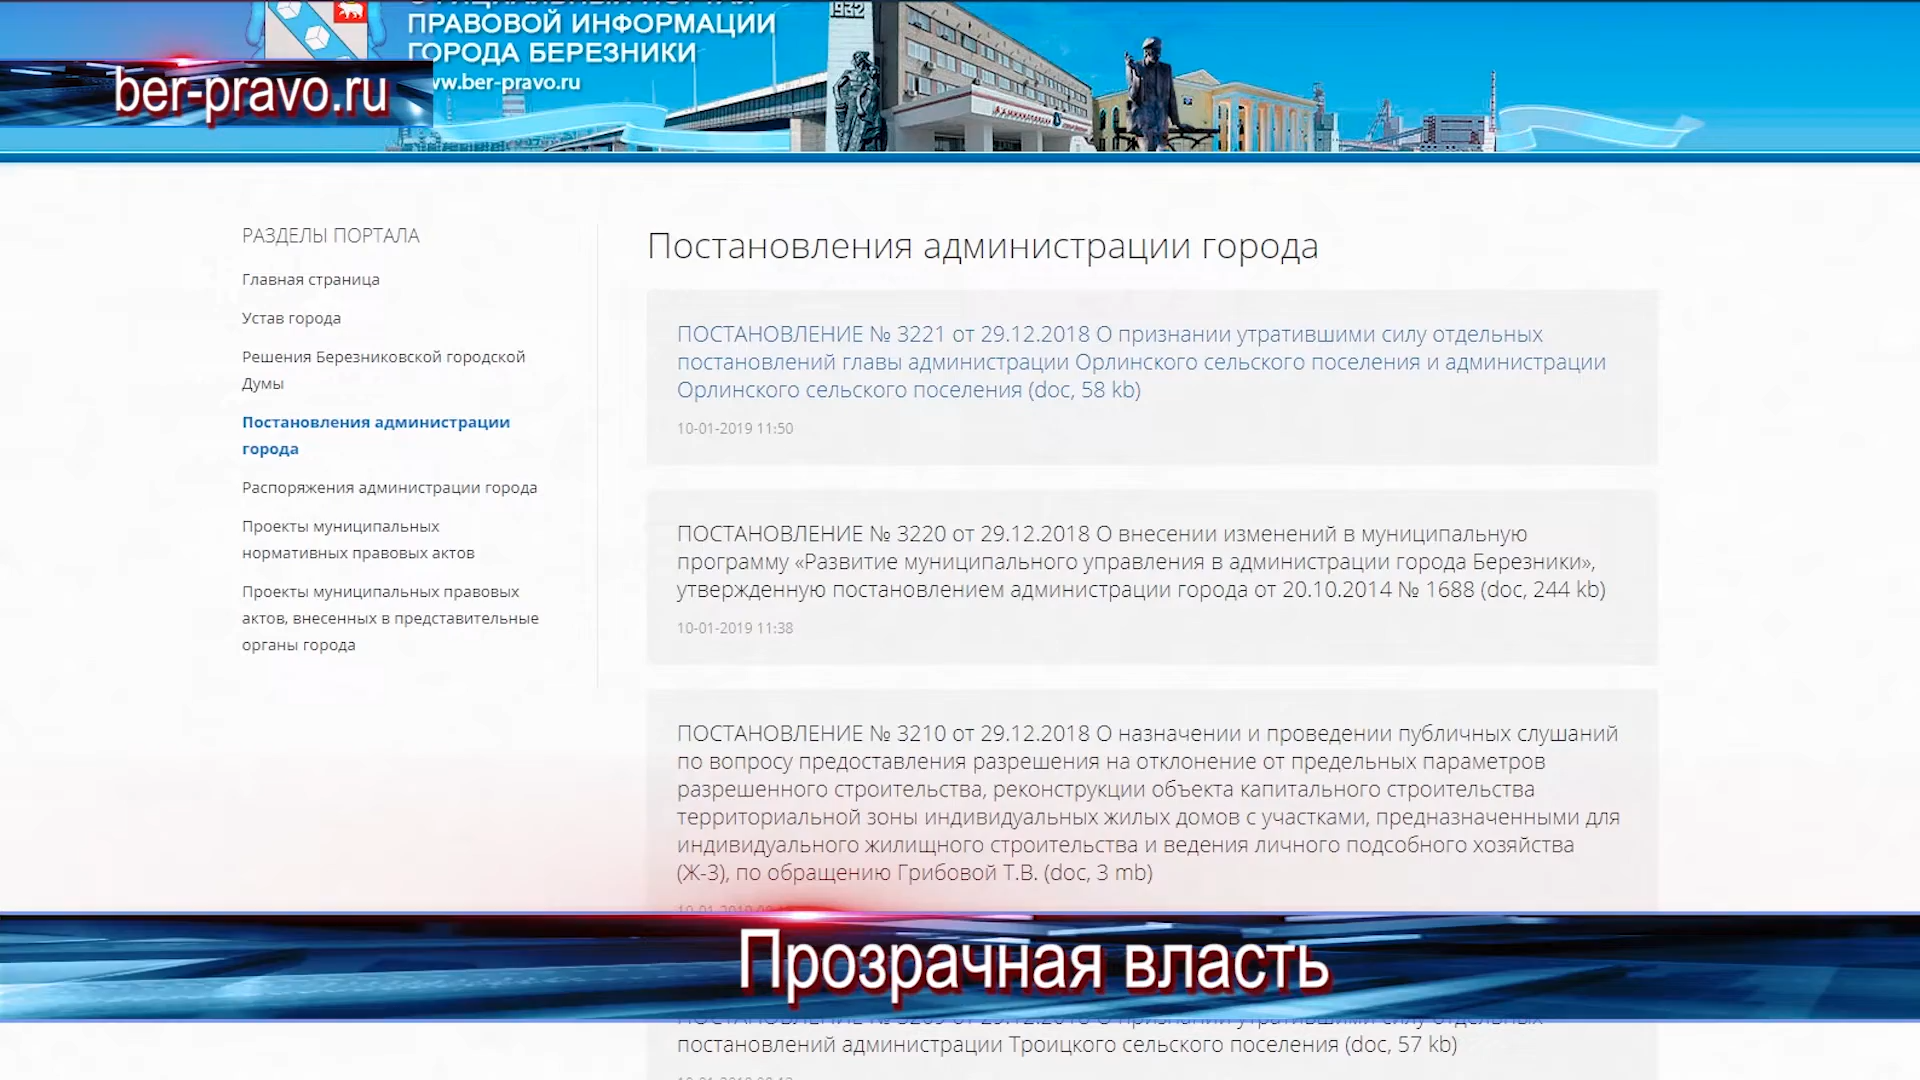 1932
ПРАВОВОЙ ИНФОРМАЦИИ
ГОРОДА БЕРЕЗНИКИ
www.ber-pravo.ru
ber-pravo.ru
РАЗДЕЛЫ ПОРТАЛА
Главная страница
Устав города
Решения Березниковской городской
Думы
Постановления администрации
города
Распоряжения администрации города
Проекты муниципальных
нормативных правовых актов
Проекты муниципальных правовых
актов, внесенных в представительные
органы города
Постановления администрации города
ПОСТАНОВЛЕНИЕ № 3221 от 29.12.2018 О признании утратившими силу отдельных
постановлений главы администрации Орлинского сельского поселения и администрации
Орлинского сельского поселения (doc, 58 kb)
10-01-2019 11:50
ПОСТАНОВЛЕНИЕ № 3220 от 29.12.2018 О внесении изменений в муниципальную
программу «Развитие муниципального управления в администрации города Березники»,
утвержденную постановлением администрации города от 20.10.2014 № 1688 (doc, 244 kb)
10-01-2019 11:38
ПОСТАНОВЛЕНИЕ № 3210 от 29.12.2018 О назначении и проведении публичных слушаний
по вопросу предоставления разрешения на отклонение от предельных параметров
разрешенного строительства, реконструкции объекта капитального строительства
территориальной зоны индивидуальных жилых домов с участками, предназначенными для
индивидуального жилищного строительства и ведения личного подсобного хозяйства
(Ж-3), по обращению Грибовой Т.В. (doc, 3 mb)
Прозрачная власть
постановлений администрации Троицкого сельского поселения (doc, 57 kb)